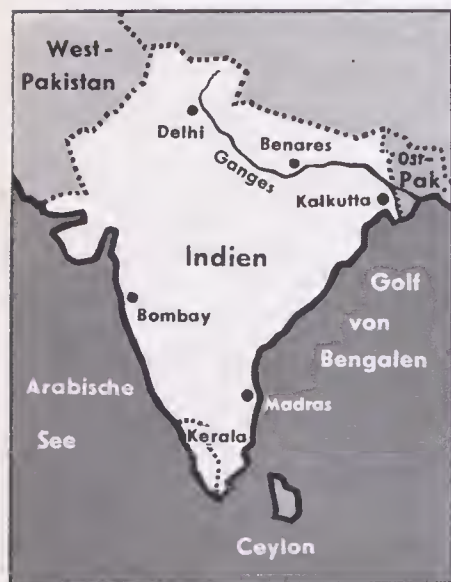 West-
Pakistan
Delhi
Benares
Ganges
Ost-
Pak.
Kalkutta
Indien
Golf
von
Bengalen
Bombay
Arabische
See
Madras
Kerala
Ceylon